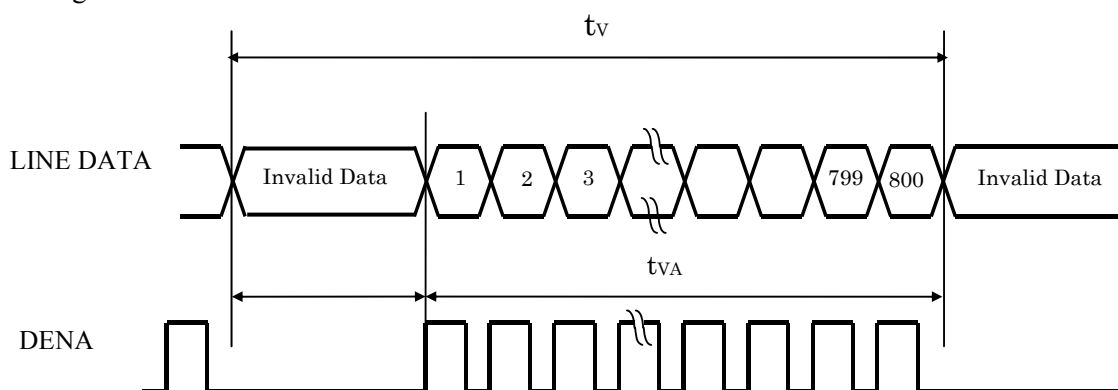 tV
LINE DATA
Invalid Data 1 2 3 799 800 Invalid Data
tVA
DENA